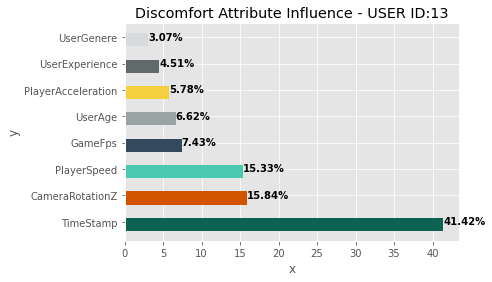 Discomfort Attribute Influence - USER ID:13
UserGenere
3.07%
UserExperience
4.51%
PlayerAcceleration
5.78%
UserAge
6.62%
GameFps
7.43%
PlayerSpeed
15.33%
CameraRotationZ
15.84%
TimeStamp
41.42%
y
0 5 10 15 20 25 30 35 40
x